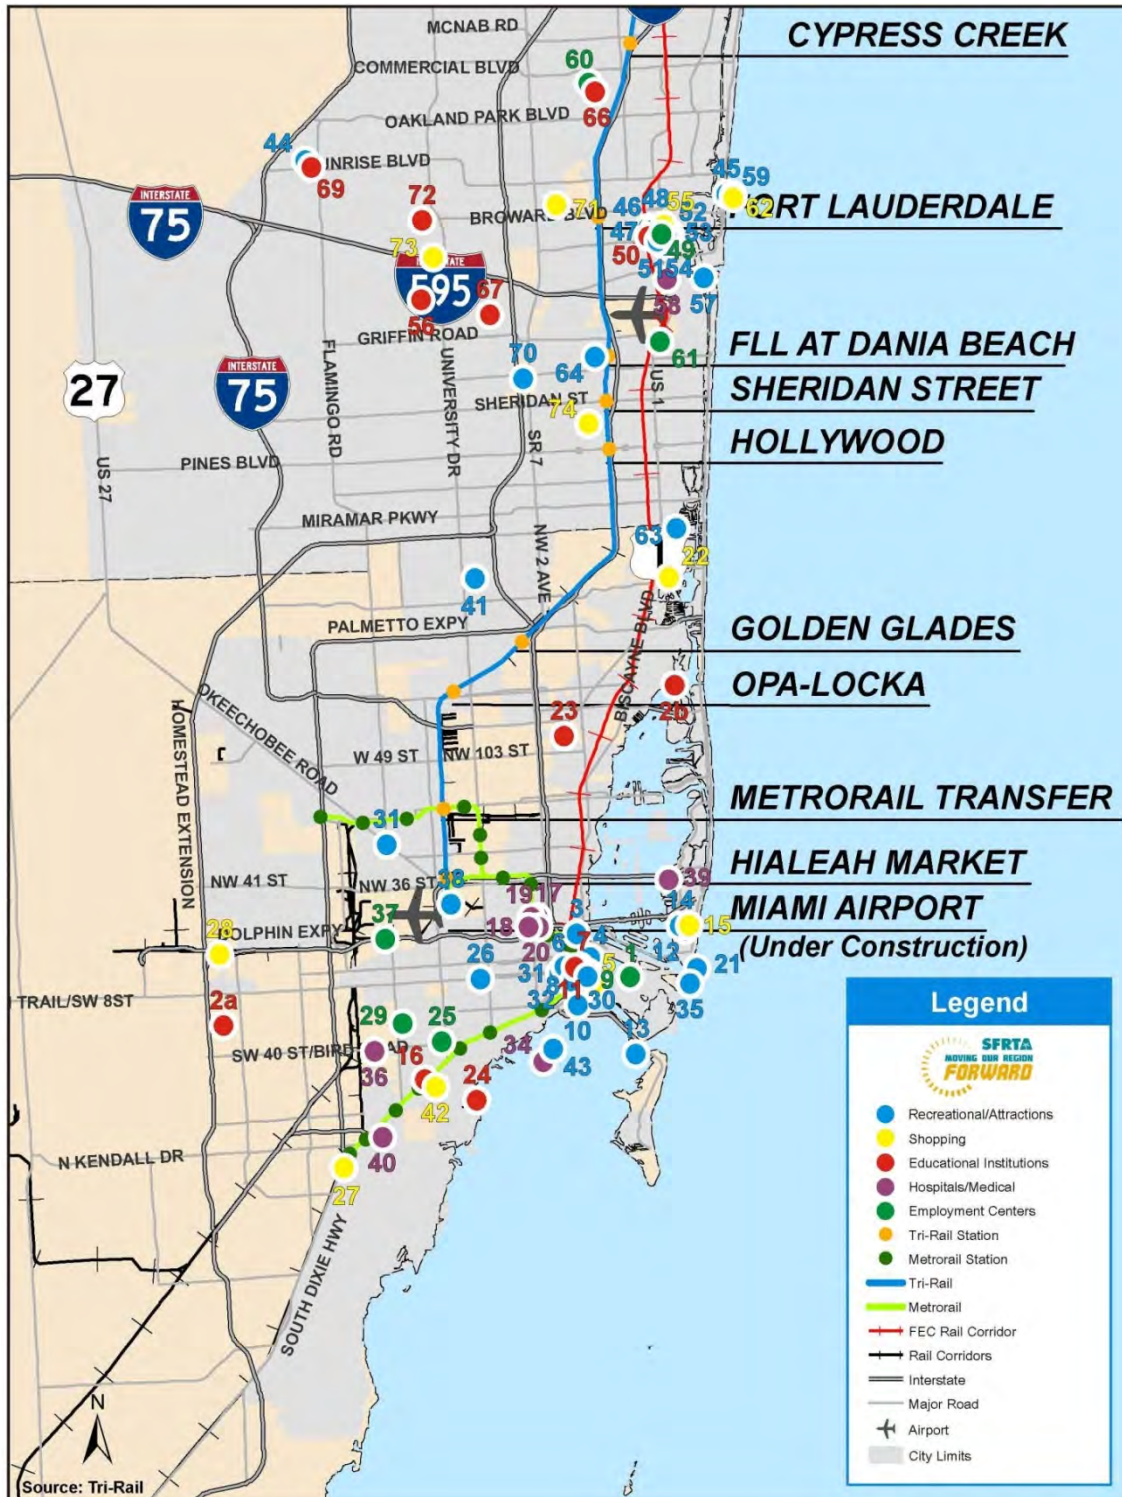 MCNAB RD
CYPRESS CREEK
COMMERCIAL BLVD
60
66
OAKLAND PARK BLVD
44
INRISE BLVD
69
45
59
62
INTERSTATE
75
72
BROWARD BLVD
71
46
48
55
52
FORT LAUDERDALE
47
53
50
49
73
INTERSTATE
595
51
54
58
57
56
67
GRIFFIN ROAD
61
FLL AT DANIA BEACH
70
64
INTERSTATE
75
27
FLAMINGO RD
UNIVERSITY DR
US 1
SHERIDAN STREET
SHERIDAN ST
74
SR 7
HOLLYWOOD
PINES BLVD
US 27
MIRAMAR PKWY
63
22
NW 2 AVE
41
PALMETTO EXPY
GOLDEN GLADES
BISCAYNE BLVD
OPA-LOCKA
2b
OKEECHOBEE ROAD
HOMESTEAD EXTENSION
23
W 49 ST
NW 103 ST
METRORAIL TRANSFER
31
HIALEAH MARKET
NW 41 ST
NW 36 ST
38
39
19
17
MIAMI AIRPORT
(Under Construction)
37
18
20
3
14
15
28
DOLPHIN EXPY
7
4
6
5
1
12
21
26
31
8
9
11
35
TRAIL/SW 8ST
32
30
2a
29
25
10
13
SW 40 ST/BIRD
AD
16
34
43
36
24
42
N KENDALL DR
40
27
SOUTH DIXIE HWY
Legend
SFRTA
MOVING OUR REGION
FORWARD
Recreational/Attractions
Shopping
Educational Institutions
Hospitals/Medical
Employment Centers
Tri-Rail Station
Metrorail Station
Tri-Rail
Metrorail
FEC Rail Corridor
Rail Corridors
Interstate
Major Road
Airport
City Limits
N
Source: Tri-Rail